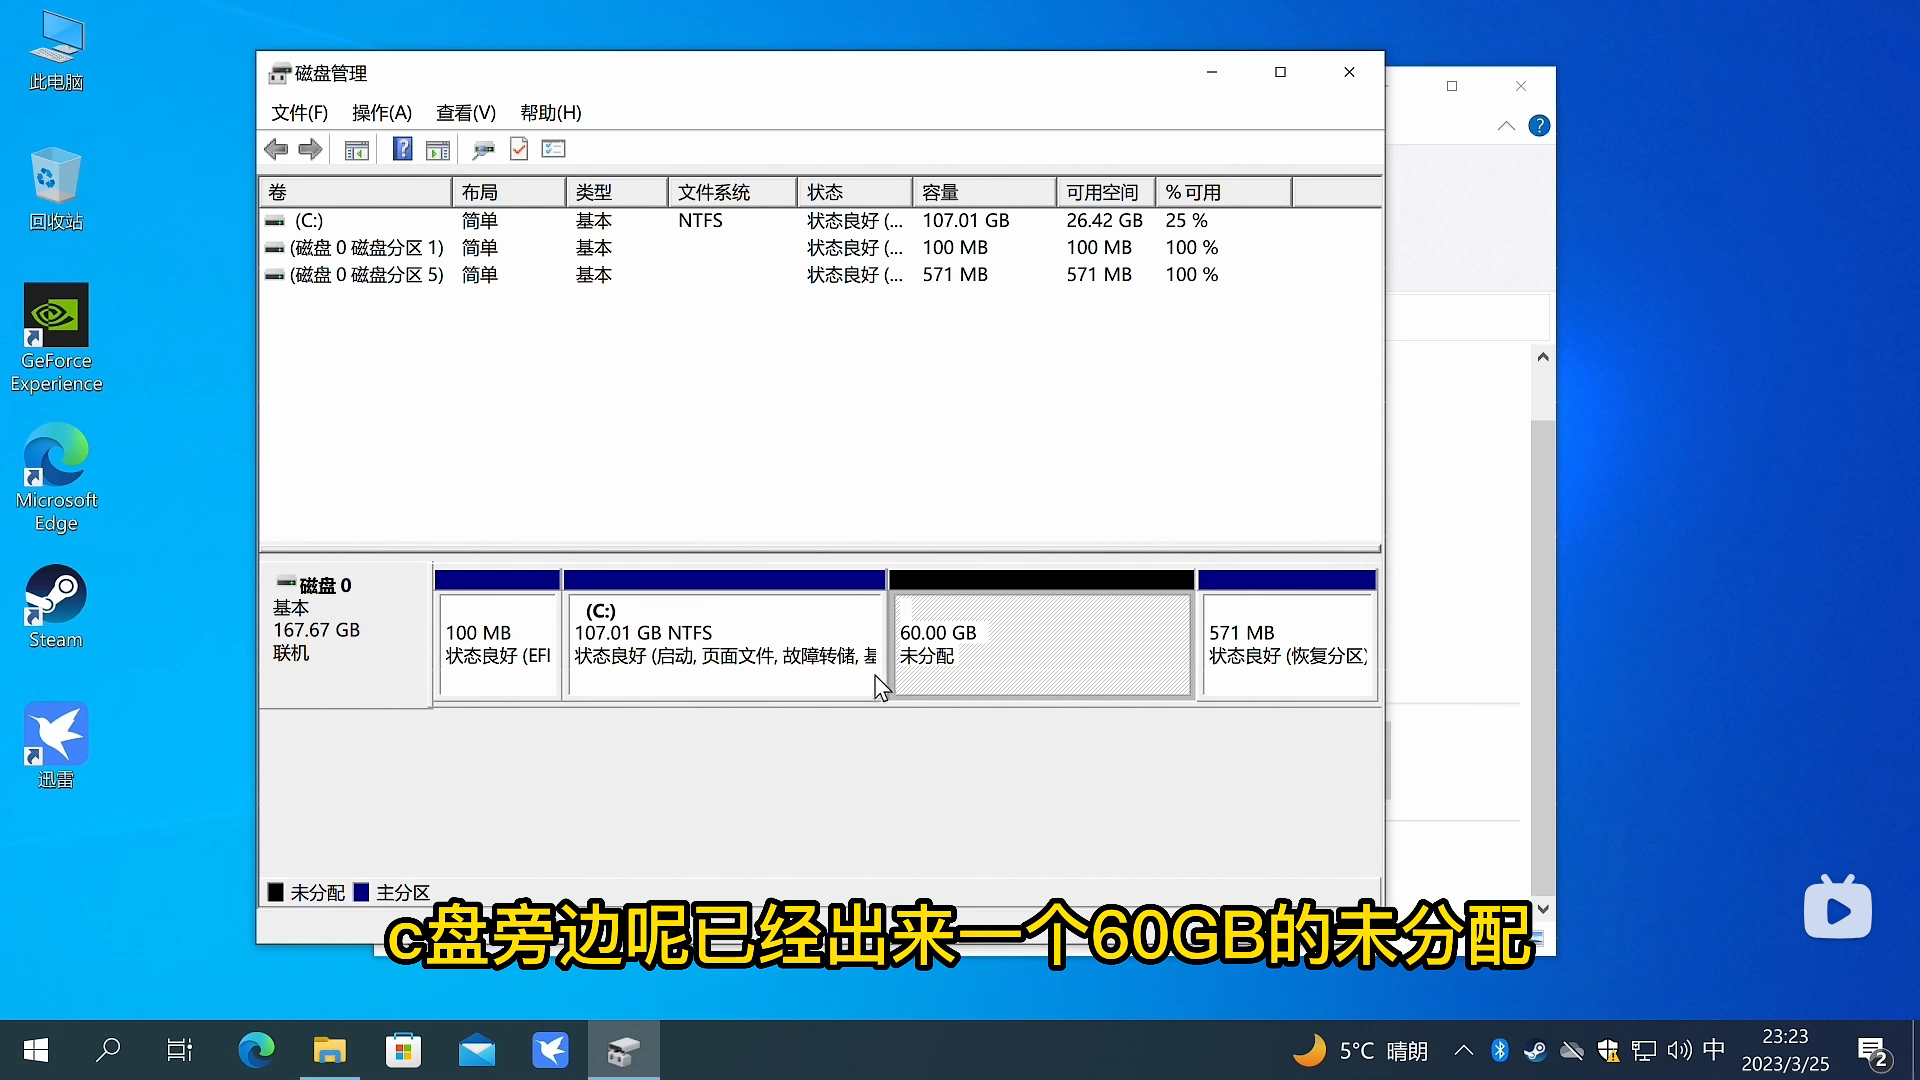 此电脑
回收站
GeForce
Experience
Microsoft
Edge
Steam
迅雷
磁盘管理
文件(F) 操作(A) 查看(V) 帮助(H)
卷 布局 类型 文件系统 状态 容量 可用空间 % 可用
(C:) 简单 基本 NTFS 状态良好 (... 107.01 GB 26.42 GB 25 %
(磁盘 0 磁盘分区 1) 简单 基本 状态良好 (... 100 MB 100 MB 100 %
(磁盘 0 磁盘分区 5) 简单 基本 状态良好 (... 571 MB 571 MB 100 %
磁盘 0
基本
167.67 GB
联机
100 MB
状态良好 (EFI
(C:)
107.01 GB NTFS
状态良好 (启动, 页面文件, 故障转储, 基
60.00 GB
未分配
571 MB
状态良好 (恢复分区)
未分配 主分区
c盘旁边呢已经出来一个60GB的未分配
5°C 晴朗
中
23:23
2023/3/25
2